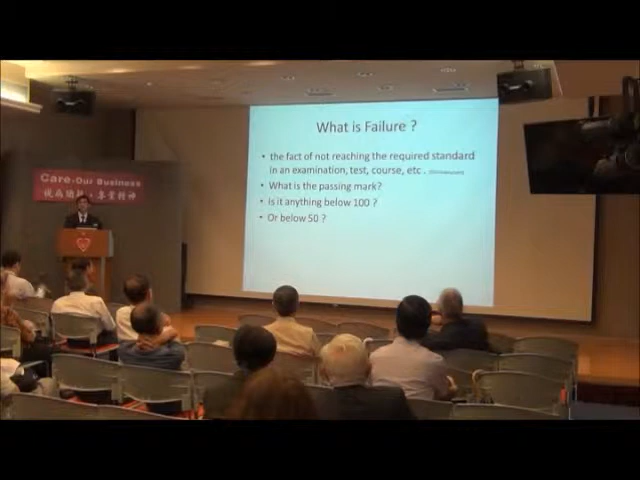 What is Failure ?
• the fact of not reaching the required standard
in an examination, test, course, etc .
• What is the passing mark?
• Is it anything below 100 ?
• Or below 50 ?
Care-Our Business